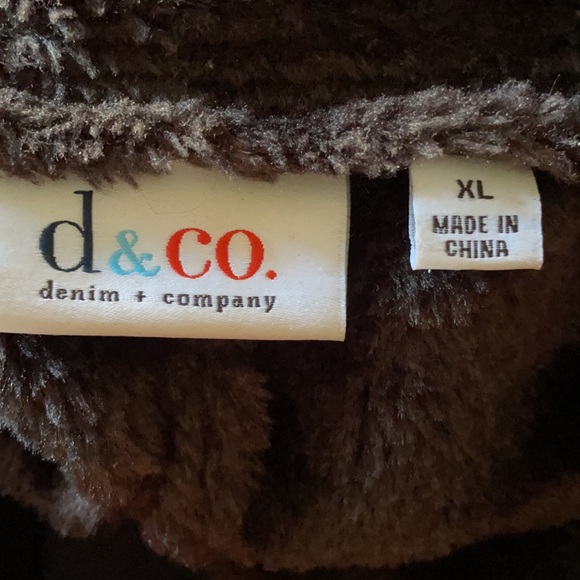 d&co.
denim + company
XL
MADE IN
CHINA